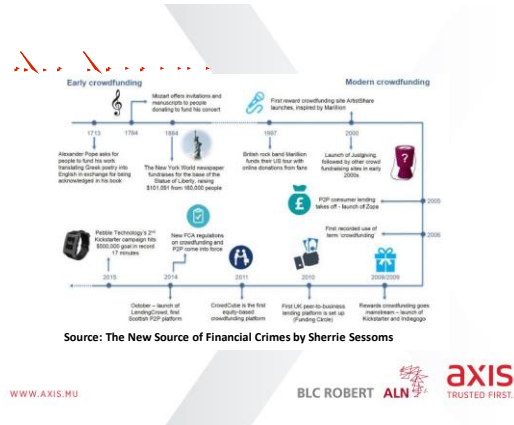 Early crowdfunding
Modern crowdfunding
Mozart offers invitations and
manuscripts to people
donating to fund his concert
First reward crowdfunding site ArtistShare
launches, inspired by Marillion
1713
1784
1884
1997
2000
Alexander Pope asks for
people to fund his work
translating Greek poetry into
English in exchange for being
acknowledged in his book
The New York World newspaper
fundraises for the base of the
Statue of Liberty, raising
$101,091 from 160,000 people
British rock band Marillion
funds their US tour with
online donations from fans
Launch of Justgiving,
followed by other crowd
fundraising sites in early
2000s
?
£
P2P consumer lending
takes off - launch of Zopa
2005
First recorded use of
term 'crowdfunding'
2006
Pebble Technology's 2nd
Kickstarter campaign hits
$500,000 goal in record
17 minutes
New FCA regulations
on crowdfunding and
P2P come into force
2015
2014
2011
2010
2008/2009
October – launch of
LendingCrowd, first
Scottish P2P platform
CrowdCube is the first
equity-based
crowdfunding platform
First UK peer-to-business
lending platform is set up
(Funding Circle)
Rewards crowdfunding goes
mainstream – launch of
Kickstarter and Indiegogo
Source: The New Source of Financial Crimes by Sherrie Sessoms
WWW.AXIS.MU
BLC ROBERT ALN
axis
TRUSTED FIRST.